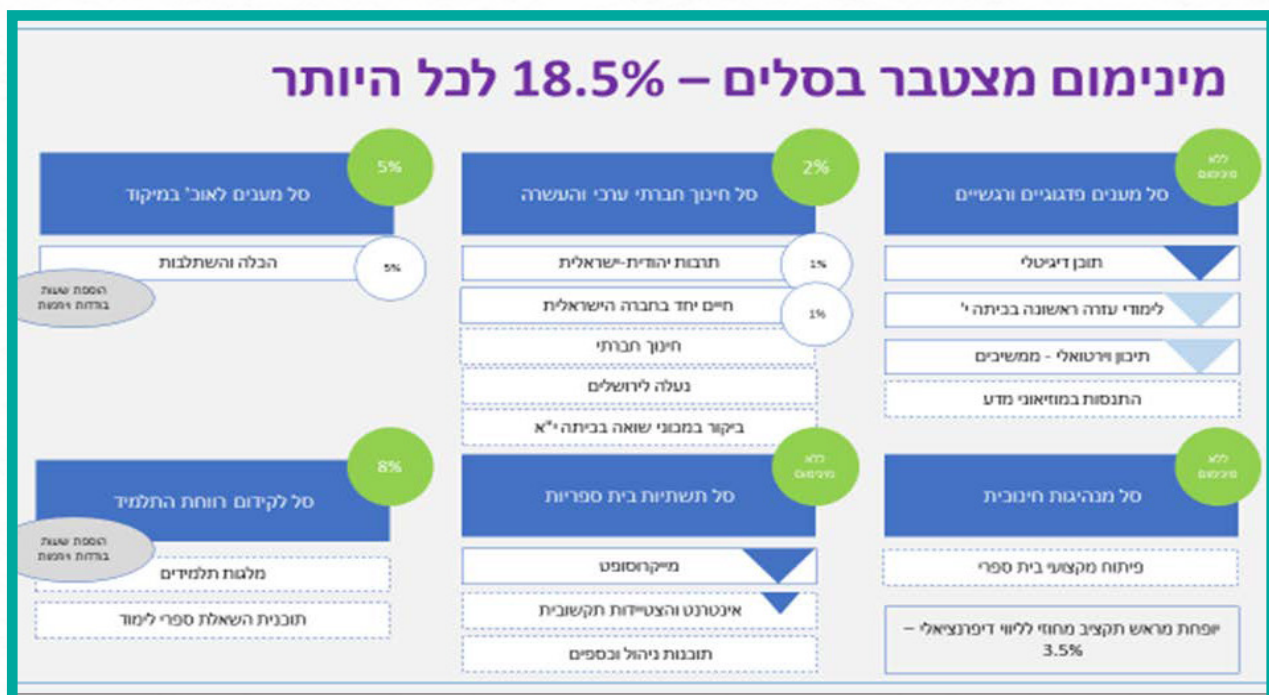 מינימום מצטבר בסלים – 18.5% לכל היותר
ללא
מינימום
סל מענים פדגוגיים ורגשיים
תוכן דיגיטלי
לימודי עזרה ראשונה בכיתה י'
תיכון וירטואלי - ממשיכים
התנסות במוזיאוני מדע
2%
סל חינוך חברתי ערכי והעשרה
תרבות יהודית-ישראלית
1%
חיים יחד בחברה הישראלית
1%
חינוך חברתי
נעלה לירושלים
ביקור במכוני שואה בכיתה י"א
5%
סל מענים לאוכ' במיקוד
הכלה והשתלבות
5%
הוספת שעות
בודדות ויזמות
ללא
מינימום
סל מנהיגות חינוכית
פיתוח מקצועי בית ספרי
יופחת מראש תקציב מחוזי לליווי דיפרנציאלי –
3.5%
ללא
מינימום
סל תשתיות בית ספריות
מייקרוסופט
אינטרנט והצטיידות תקשובית
תוכנות ניהול וכספים
8%
סל לקידום רווחת התלמיד
הוספת שעות
בודדות ויזמות
מלגות תלמידים
תוכנית השאלת ספרי לימוד